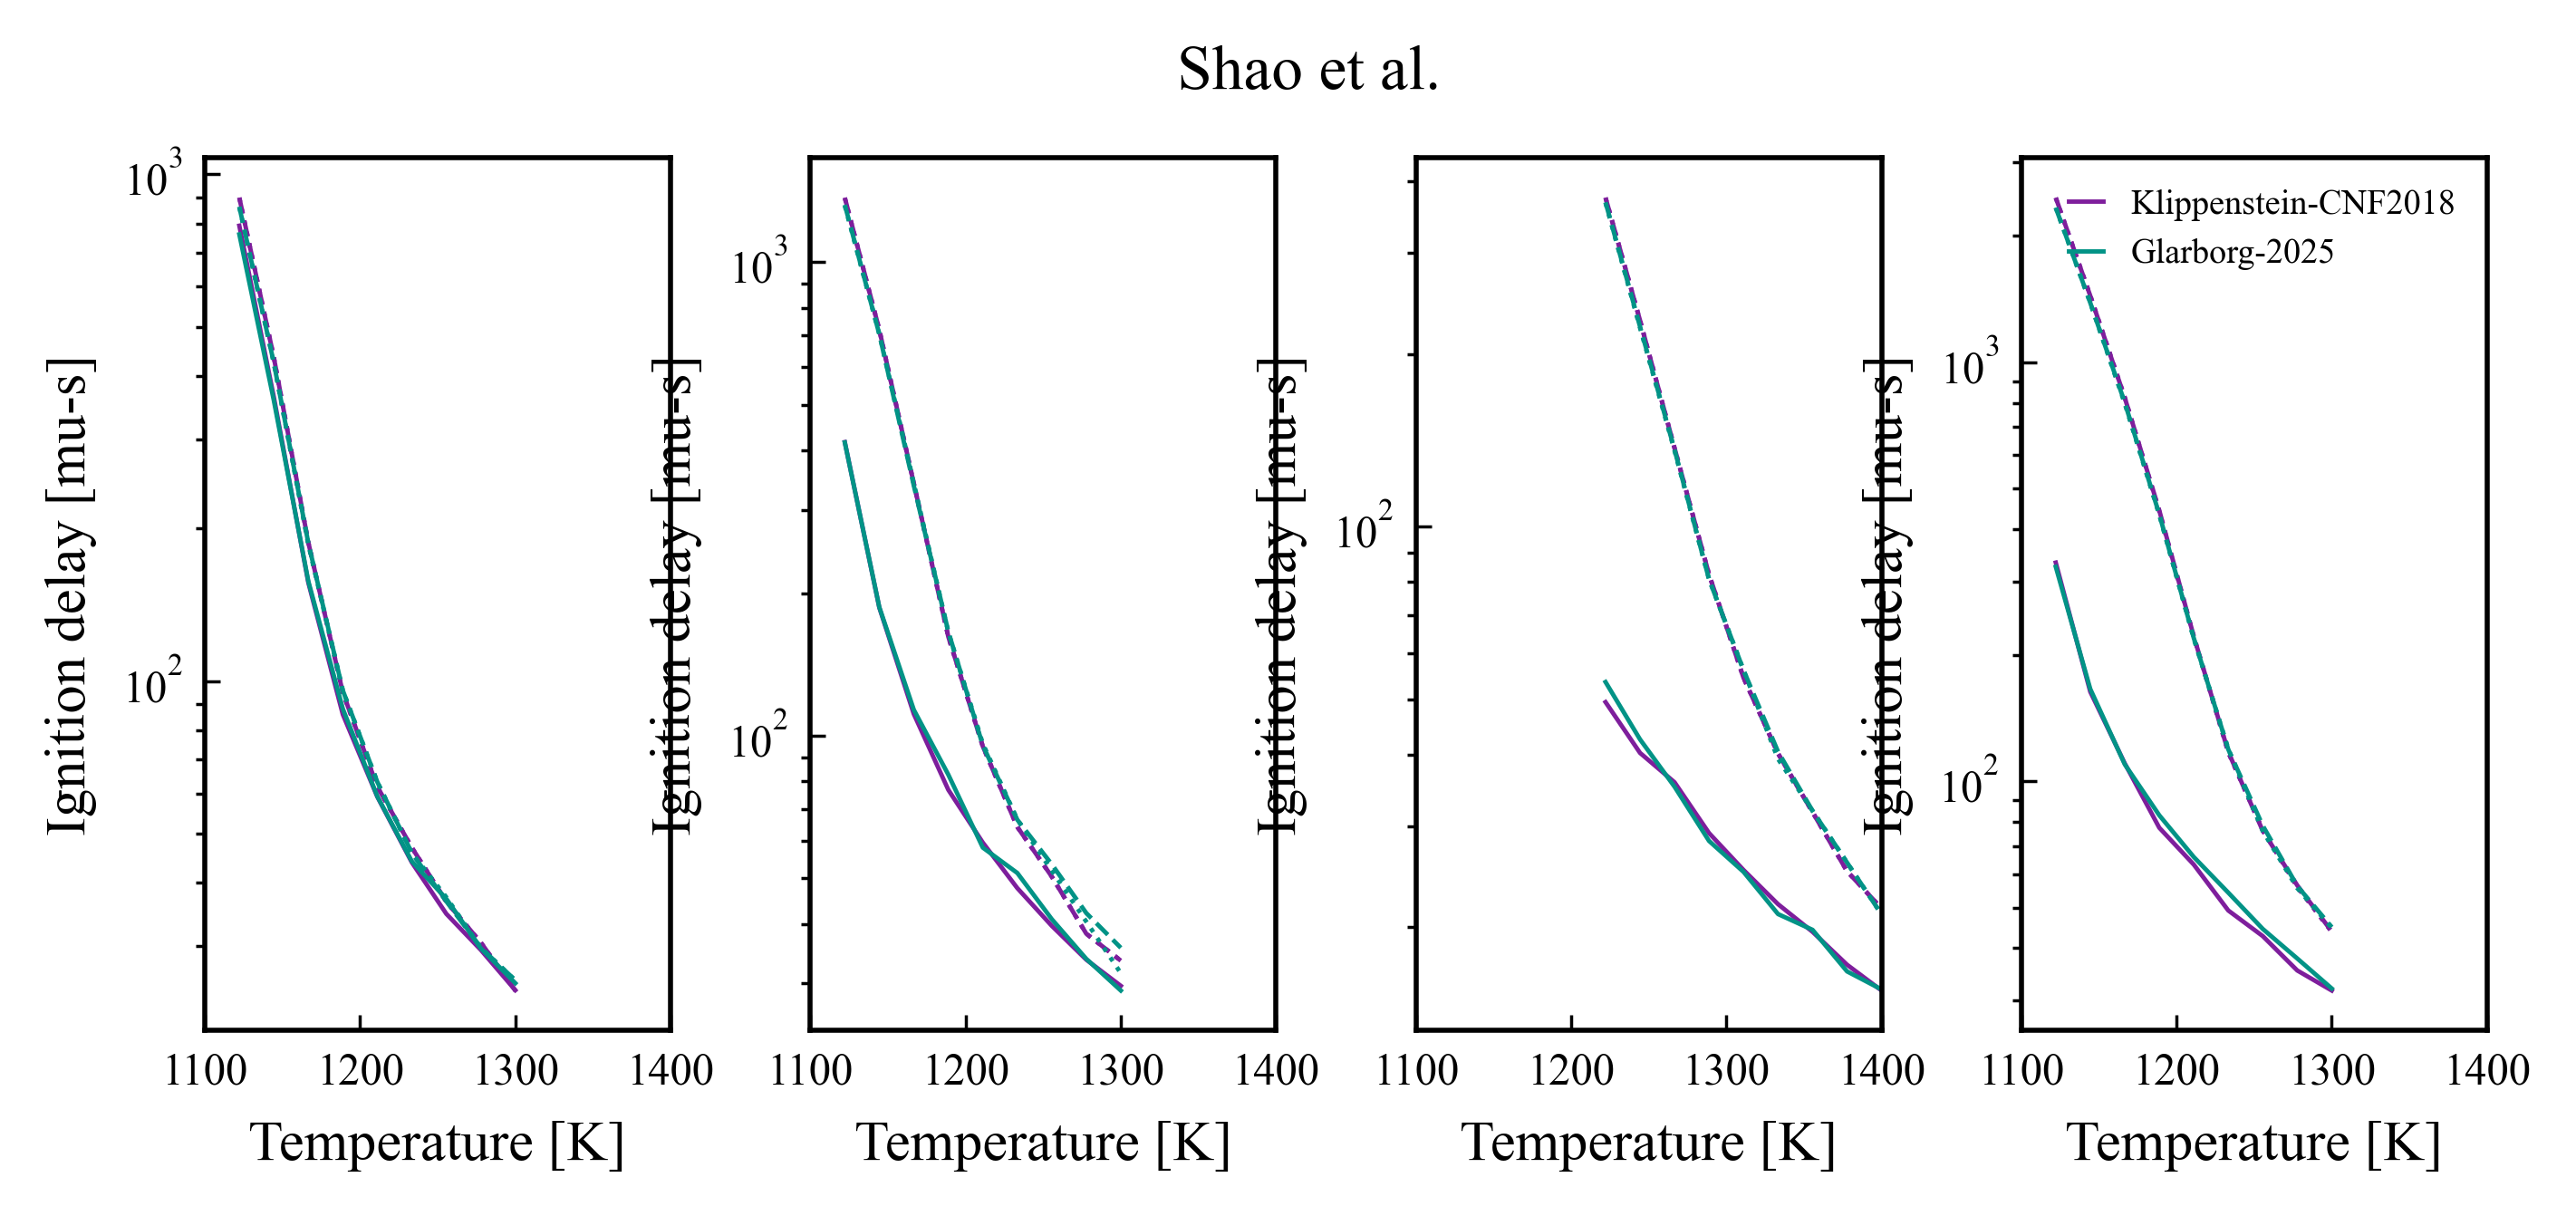 Shao et al.
Ignition delay [mu-s]
10^3
10^2
1100 1200 1300 1400
Temperature [K]
Ignition delay [mu-s]
10^3
10^2
1100 1200 1300 1400
Temperature [K]
Ignition delay [mu-s]
10^2
1100 1200 1300 1400
Temperature [K]
Ignition delay [mu-s]
10^3
10^2
Klippenstein-CNF2018
Glarborg-2025
1100 1200 1300 1400
Temperature [K]